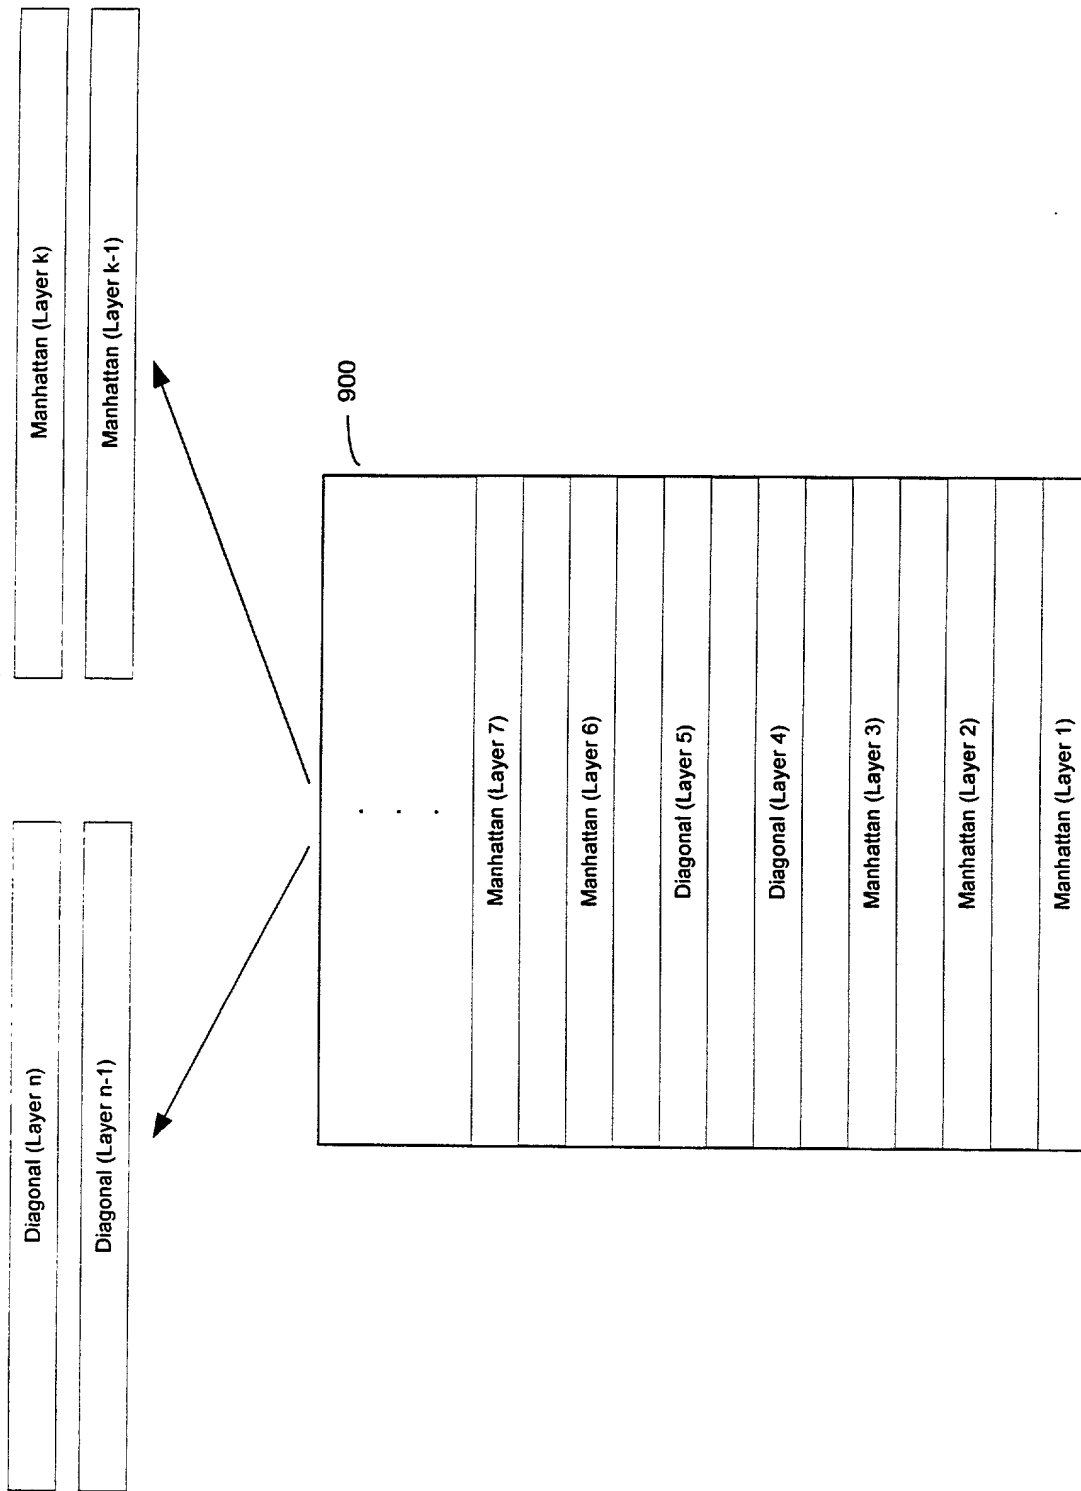 Diagonal (Layer n)
Diagonal (Layer n-1)
Manhattan (Layer k)
Manhattan (Layer k-1)
900
. . .
Manhattan (Layer 7)
Manhattan (Layer 6)
Diagonal (Layer 5)
Diagonal (Layer 4)
Manhattan (Layer 3)
Manhattan (Layer 2)
Manhattan (Layer 1)